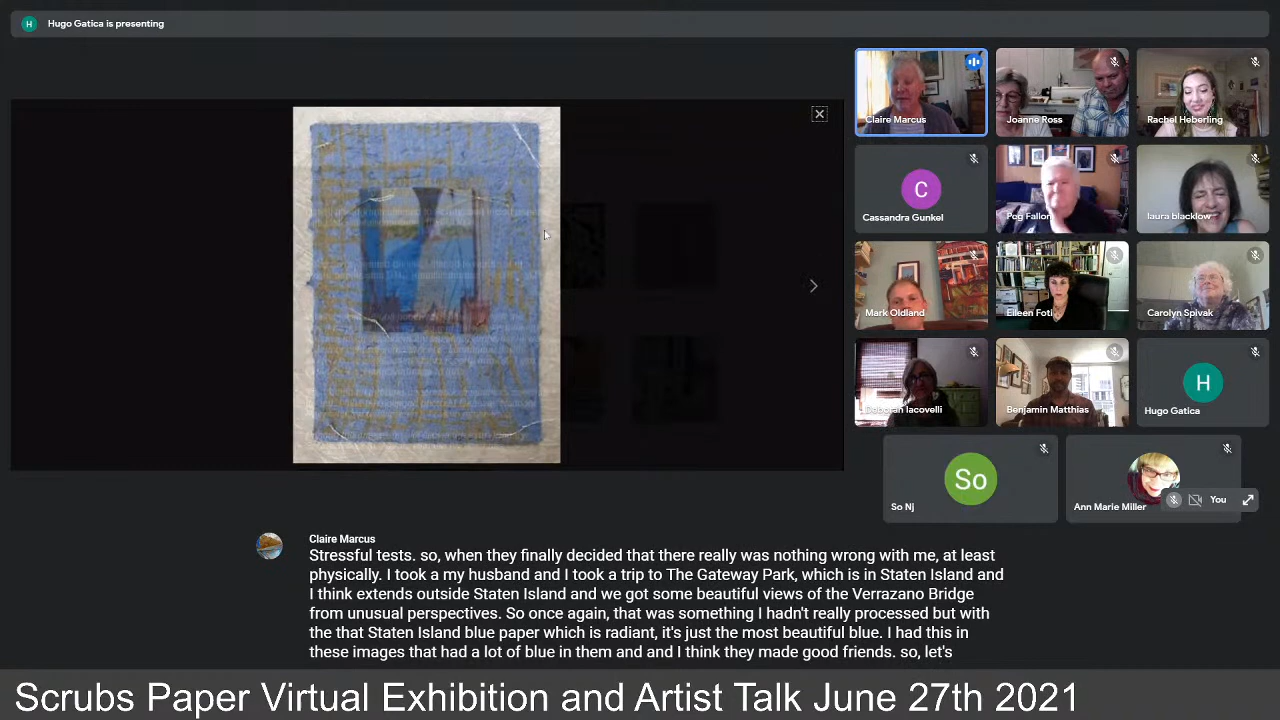 H
Hugo Gatica is presenting
Claire Marcus
Joanne Ross
Rachel Heberling
C
Cassandra Gunkel
Peg Fallon
laura blacklow
Mark Oldland
Eileen Foti
Carolyn Spivak
Deborah Iacovelli
Benjamin Matthias
H
Hugo Gatica
So
So Nj
Ann Marie Miller
You
Claire Marcus
Stressful tests. so, when they finally decided that there really was nothing wrong with me, at least
physically. I took a my husband and I took a trip to The Gateway Park, which is in Staten Island and
I think extends outside Staten Island and we got some beautiful views of the Verrazano Bridge
from unusual perspectives. So once again, that was something I hadn't really processed but with
the that Staten Island blue paper which is radiant, it's just the most beautiful blue. I had this in
these images that had a lot of blue in them and and I think they made good friends. so, let's
Scrubs Paper Virtual Exhibition and Artist Talk June 27th 2021